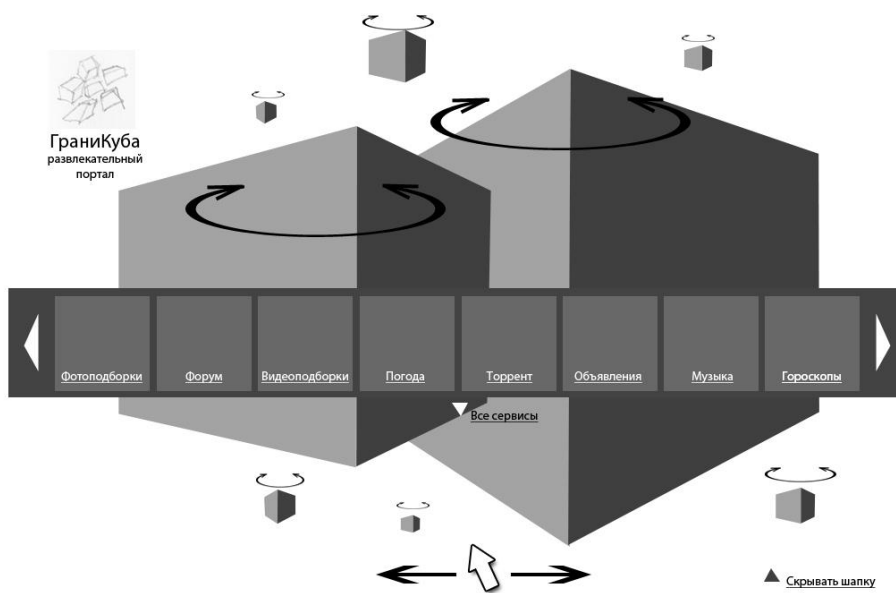 ГраниКуба
развлекательный
портал
Фотоподборки
Форум
Видеоподборки
Погода
Торрент
Объявления
Музыка
Гороскопы
Все сервисы
Скрывать шапку